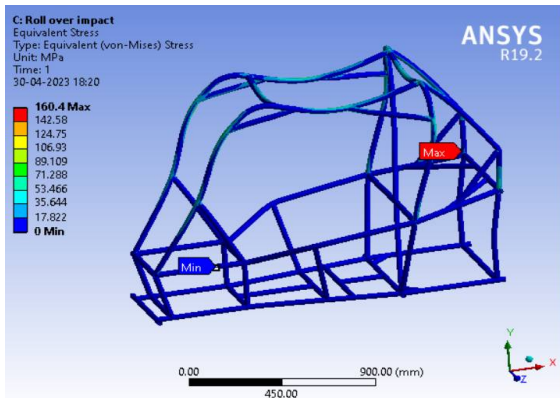 C: Roll over impact
Equivalent Stress
Type: Equivalent (von-Mises) Stress
Unit: MPa
Time: 1
30-04-2023 18:20
ANSYS
R19.2
160.4 Max
142.58
124.75
106.93
89.109
71.288
53.466
35.644
17.822
0 Min
Max
Min
0.00
900.00 (mm)
450.00
Y
X
Z